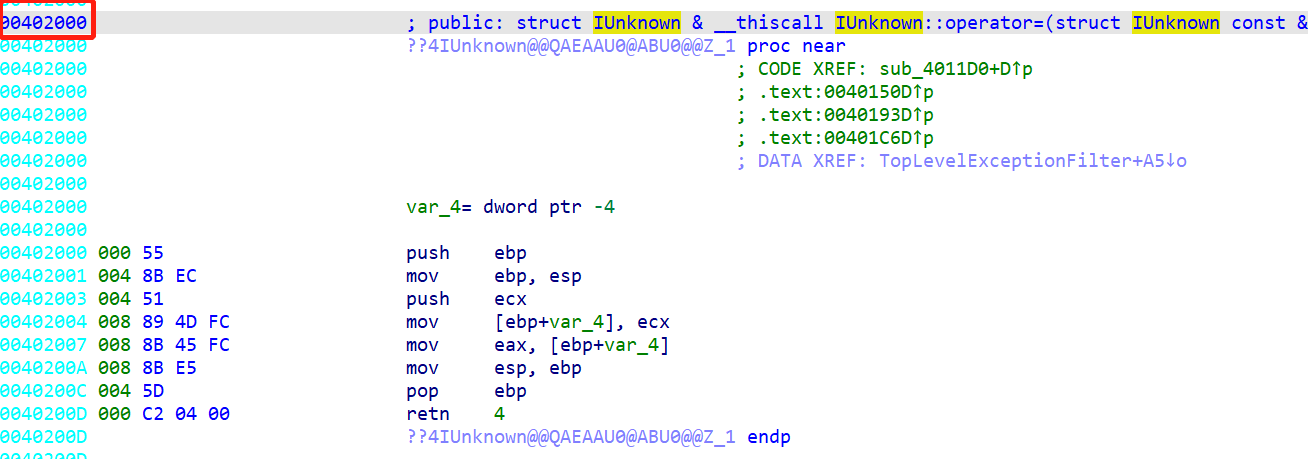 00402000
00402000 ; public: struct IUnknown & __thiscall IUnknown::operator=(struct IUnknown const &
00402000 ??4IUnknown@@QAEAAU0@ABU0@@Z_1 proc near
00402000 ; CODE XREF: sub_4011D0+D↑p
00402000 ; .text:0040150D↑p
00402000 ; .text:0040193D↑p
00402000 ; .text:00401C6D↑p
00402000 ; DATA XREF: TopLevelExceptionFilter+A5↓o
00402000
00402000 var_4= dword ptr -4
00402000
00402000 000 55 push ebp
00402001 004 8B EC mov ebp, esp
00402003 004 51 push ecx
00402004 008 89 4D FC mov [ebp+var_4], ecx
00402007 008 8B 45 FC mov eax, [ebp+var_4]
0040200A 008 8B E5 mov esp, ebp
0040200C 004 5D pop ebp
0040200D 000 C2 04 00 retn 4
0040200D ??4IUnknown@@QAEAAU0@ABU0@@Z_1 endp
0040200D